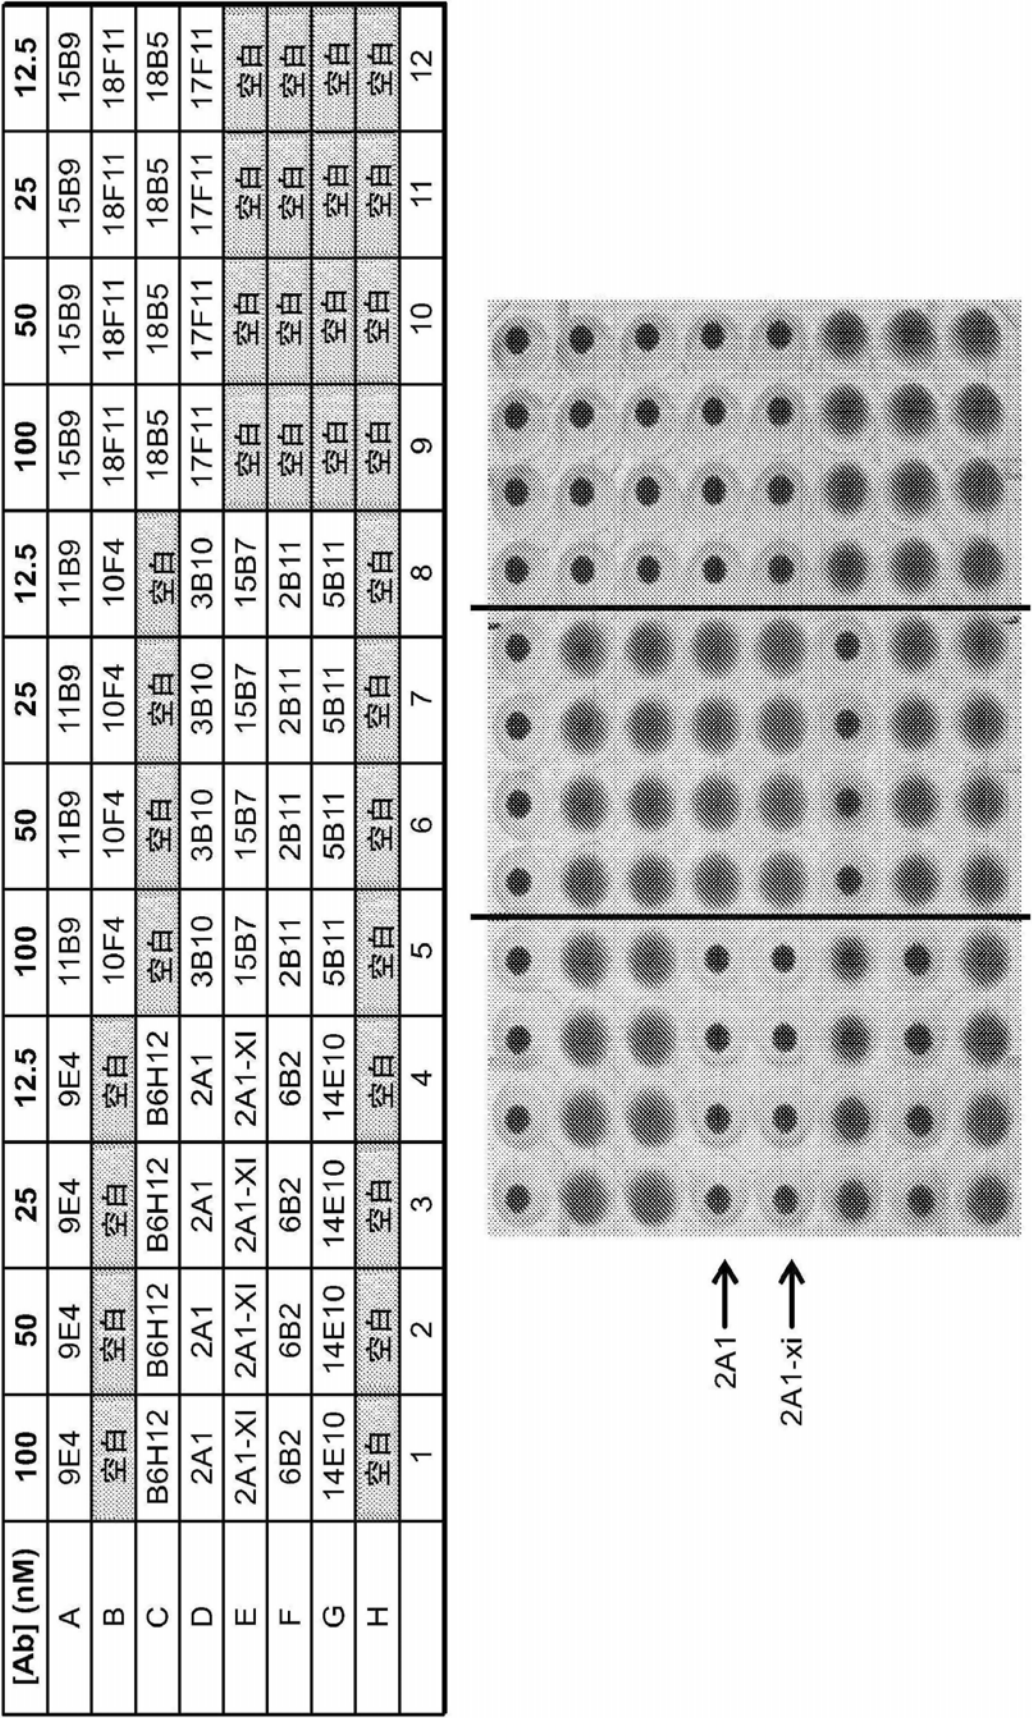 [Ab] (nM) 100 50 25 12.5 100 50 25 12.5 100 50 25 12.5
A 9E4 9E4 9E4 9E4 11B9 11B9 11B9 11B9 15B9 15B9 15B9 15B9
B 空白 空白 空白 空白 10F4 10F4 10F4 10F4 18F11 18F11 18F11 18F11
C B6H12 B6H12 B6H12 B6H12 空白 空白 空白 空白 18B5 18B5 18B5 18B5
D 2A1 2A1 2A1 2A1 3B10 3B10 3B10 3B10 17F11 17F11 17F11 17F11
E 2A1-XI 2A1-XI 2A1-XI 2A1-XI 15B7 15B7 15B7 15B7 空白 空白 空白 空白
F 6B2 6B2 6B2 6B2 2B11 2B11 2B11 2B11 空白 空白 空白 空白
G 14E10 14E10 14E10 14E10 5B11 5B11 5B11 5B11 空白 空白 空白 空白
H 空白 空白 空白 空白 空白 空白 空白 空白 空白 空白 空白 空白
1 2 3 4 5 6 7 8 9 10 11 12
2A1
2A1-xi